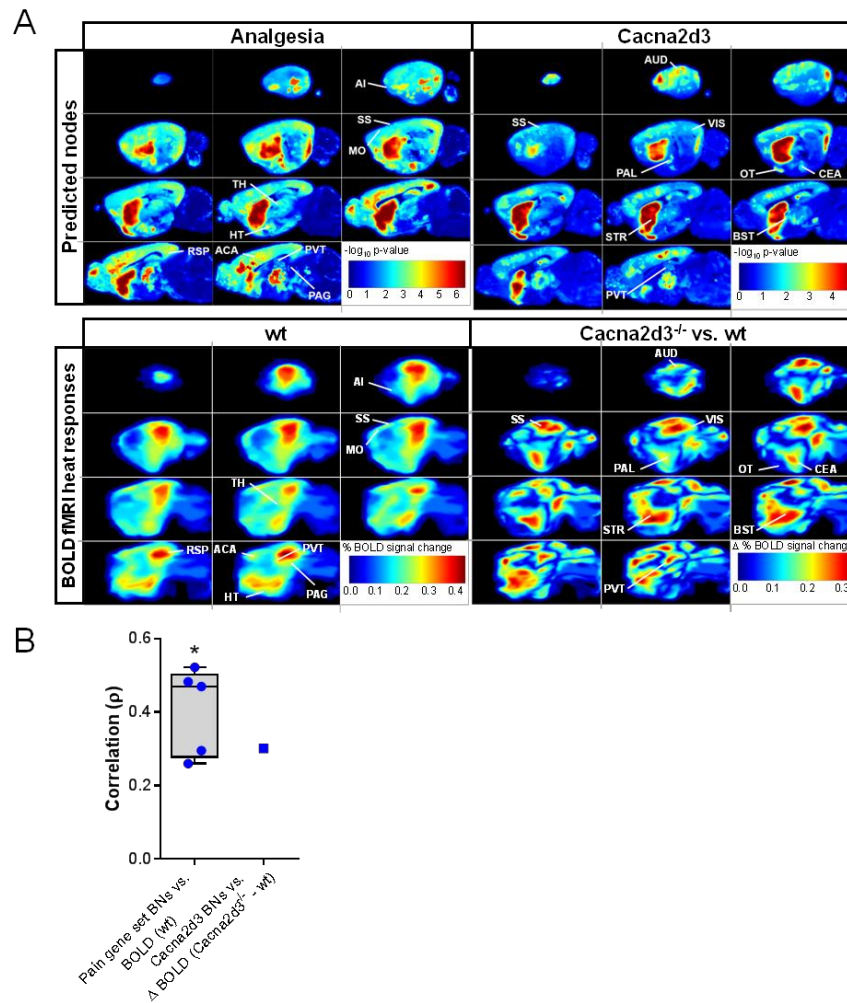 A
Analgesia
Cacna2d3
Predicted nodes
AI
AUD
SS
MO
SS
VIS
PAL
OT
CEA
TH
HT
STR
BST
RSP
ACA
PVT
PAG
-log10 p-value
0 1 2 3 4 5 6
PVT
-log10 p-value
0 1 2 3 4
wt
Cacna2d3-/- vs. wt
BOLD fMRI heat responses
AI
AUD
SS
MO
SS
VIS
PAL
OT
CEA
TH
STR
BST
RSP
ACA
PVT
HT
PAG
% BOLD signal change
0.0 0.1 0.2 0.3 0.4
PVT
Δ % BOLD signal change
0.0 0.1 0.2 0.3
B
Correlation (ρ)
0.6
0.4
0.2
0.0
*
Pain gene set BNs vs.
BOLD (wt)
Cacna2d3 BNs vs.
Δ BOLD (Cacna2d3-/- - wt)